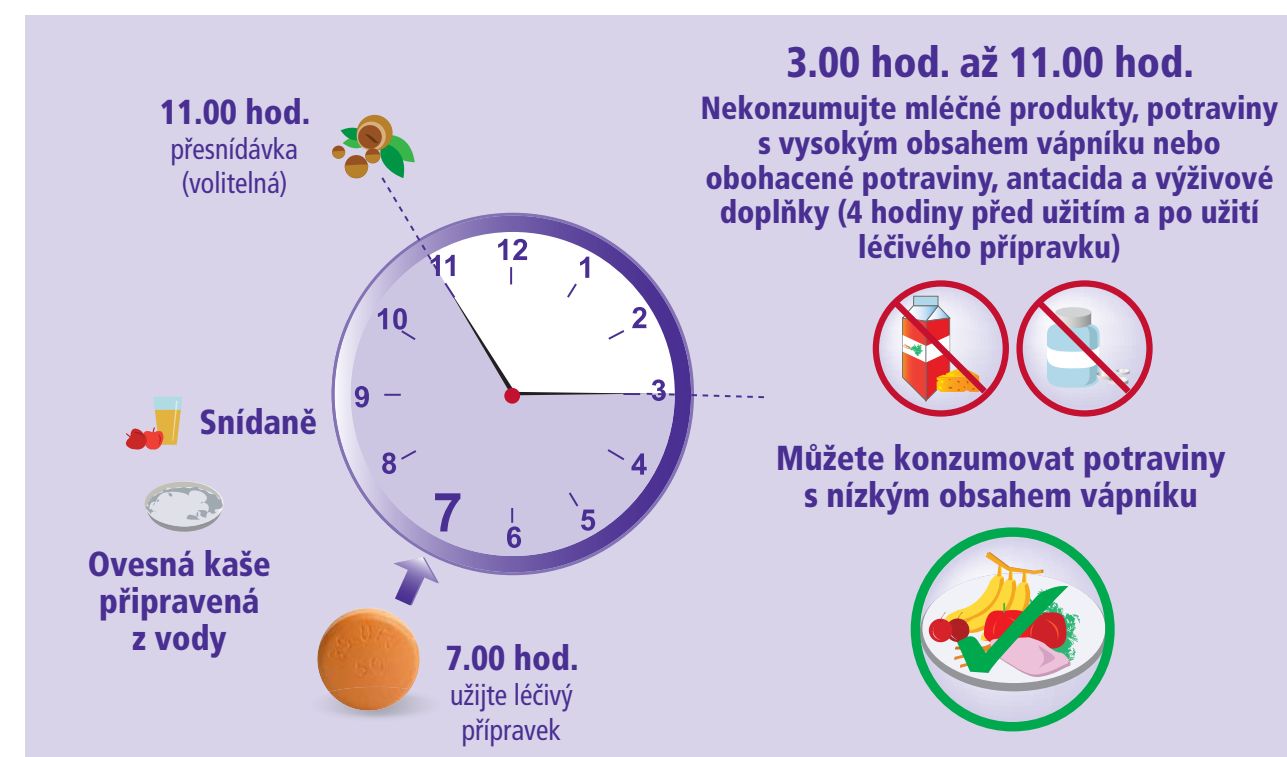 11.00 hod.
přesnídávka
(volitelná)
3.00 hod. až 11.00 hod.
Nekonzumujte mléčné produkty, potraviny
s vysokým obsahem vápníku nebo
obohacené potraviny, antacida a výživové
doplňky (4 hodiny před užitím a po užití
léčivého přípravku)
12
1
2
3
4
5
6
7
8
9
10
11
Snídaně
Ovesná kaše
připravená
z vody
7.00 hod.
užijte léčivý
přípravek
Můžete konzumovat potraviny
s nízkým obsahem vápníku